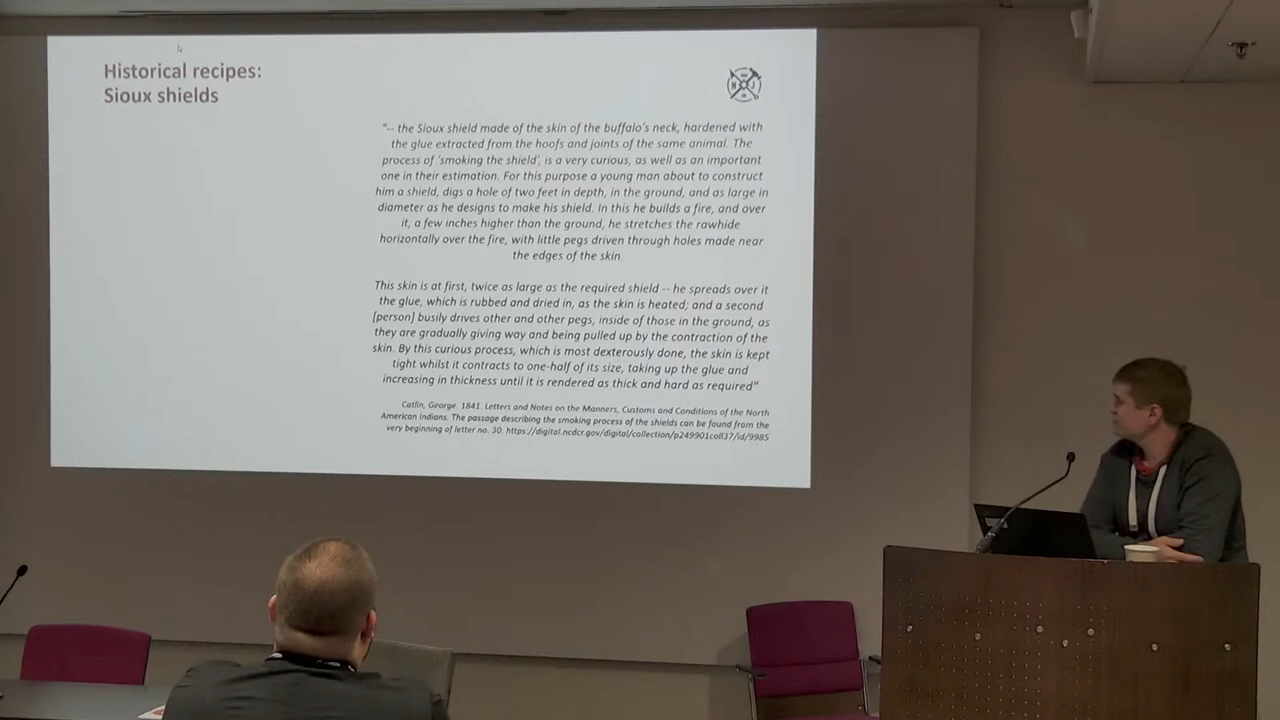 Historical recipes:
Sioux shields
"-- the Sioux shield made of the skin of the buffalo's neck, hardened with
the glue extracted from the hoofs and joints of the same animal. The
process of 'smoking the shield', is a very curious, as well as an important
one in their estimation. For this purpose a young man about to construct
him a shield, digs a hole of two feet in depth, in the ground, and as large in
diameter as he designs to make his shield. In this he builds a fire, and over
it, a few inches higher than the ground, he stretches the rawhide
horizontally over the fire, with little pegs driven through holes made near
the edges of the skin.
This skin is at first, twice as large as the required shield -- he spreads over it
the glue, which is rubbed and dried in, as the skin is heated; and a second
[person] busily drives other and other pegs, inside of those in the ground, as
they are gradually giving way and being pulled up by the contraction of the
skin. By this curious process, which is most dexterously done, the skin is kept
tight whilst it contracts to one-half of its size, taking up the glue and
increasing in thickness until it is rendered as thick and hard as required"
Catlin, George. 1841. Letters and Notes on the Manners, Customs and Conditions of the North
American Indians. The passage describing the smoking process of the shields can be found from the
very beginning of letter no. 30. https://digital.ncdcr.gov/digital/collection/p249901coll37/id/9985